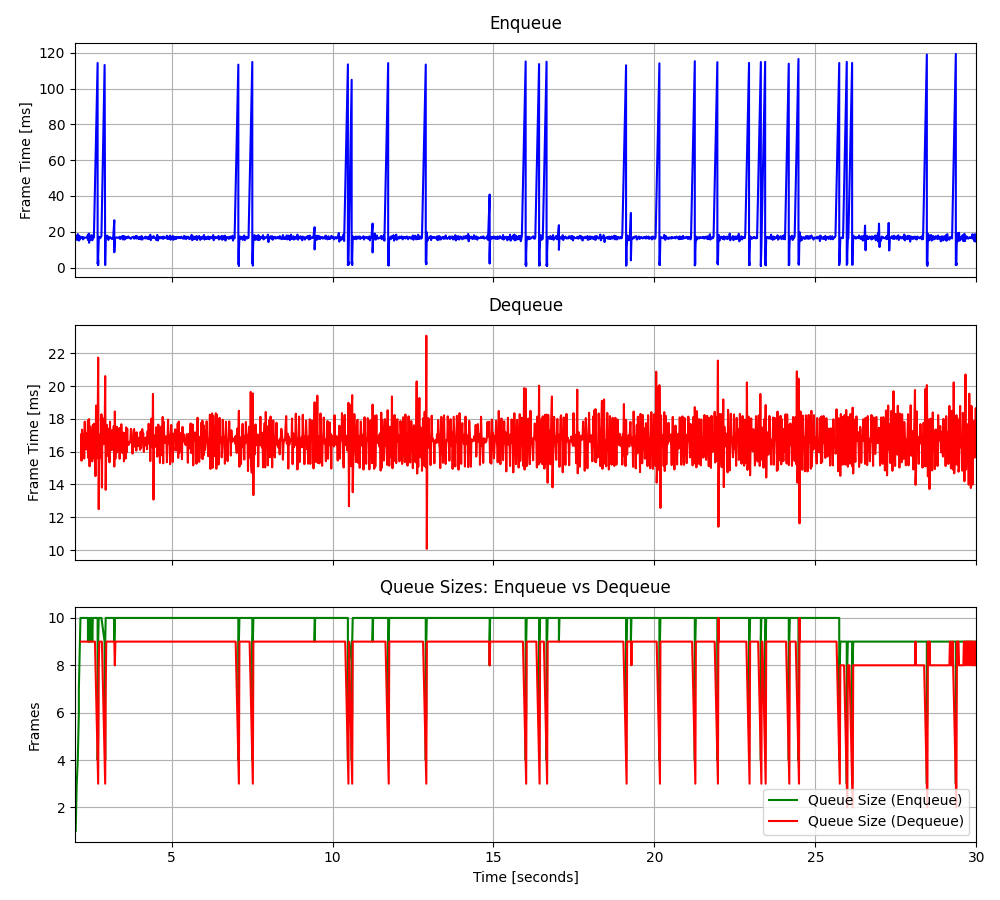 Enqueue
120
100
80
60
40
20
0
Frame Time [ms]
Dequeue
22
20
18
16
14
12
10
Frame Time [ms]
Queue Sizes: Enqueue vs Dequeue
10
8
6
4
2
Frames
Queue Size (Enqueue)
Queue Size (Dequeue)
5 10 15 20 25 30
Time [seconds]